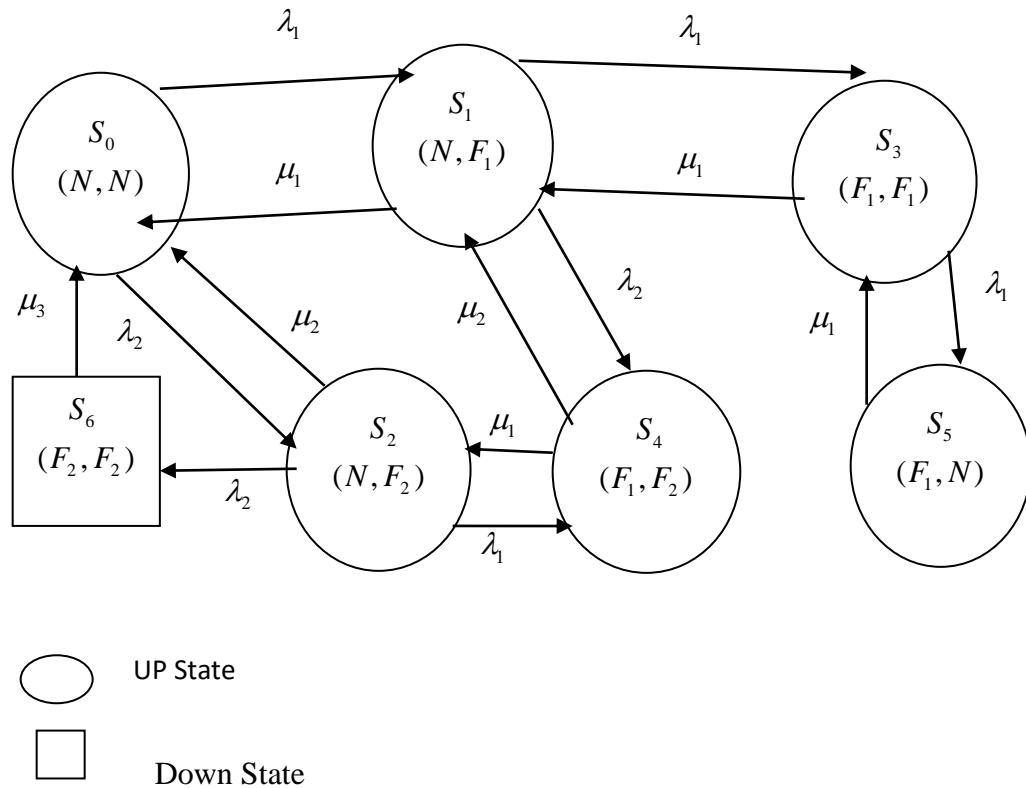 λ₁
λ₁
S₀
(N, N)
S₁
(N, F₁)
S₃
(F₁, F₁)
μ₁
μ₁
μ₃
λ₂
μ₂
μ₂
λ₂
μ₁
λ₁
S₆
(F₂, F₂)
λ₂
S₂
(N, F₂)
μ₁
λ₁
S₄
(F₁, F₂)
S₅
(F₁, N)
UP State
Down State